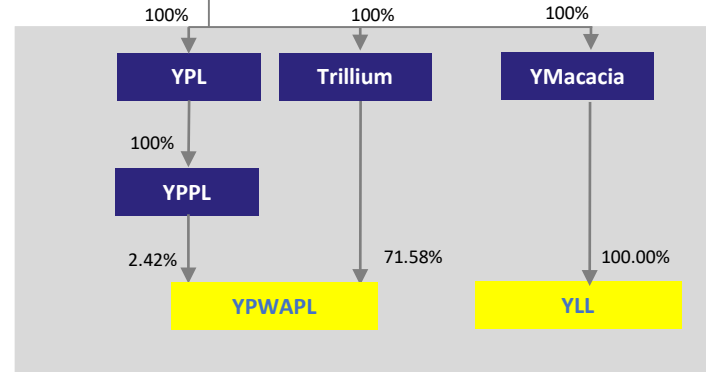 100% 100% 100%
YPL Trillium YMacacia
100%
YPPL
2.42% 71.58% 100.00%
YPWAPL YLL